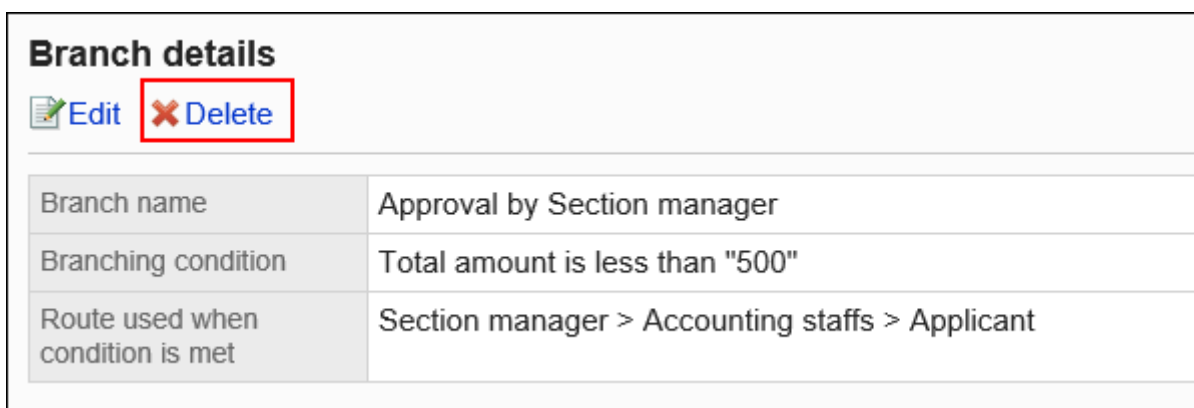 Branch details
Edit Delete
Branch name Approval by Section manager
Branching condition Total amount is less than "500"
Route used when Section manager > Accounting staffs > Applicant
condition is met